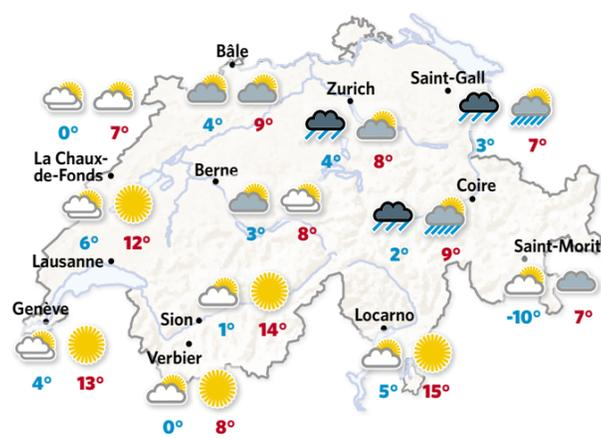 Bâle
Zurich
Saint-Gall
0° 7°
4° 9°
4° 8°
3° 7°
La Chaux-
de-Fonds
Berne
Coire
6° 12°
3° 8°
2° 9°
Lausanne
Saint-Morit
-10° 7°
Genève
Sion
1° 14°
Locarno
Verbier
4° 13°
5° 15°
0° 8°